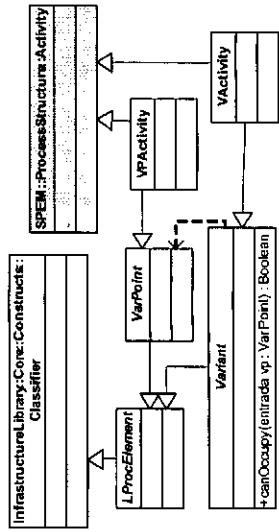 SPEM::ProcessStructure::Activity
VActivity
VPActivity
InfrastructureLibrary::Core::Constructs::
Classifier
VarPoint
LProcElement
Variant
+canOccupy(entrada vp : VarPoint) : Boolean